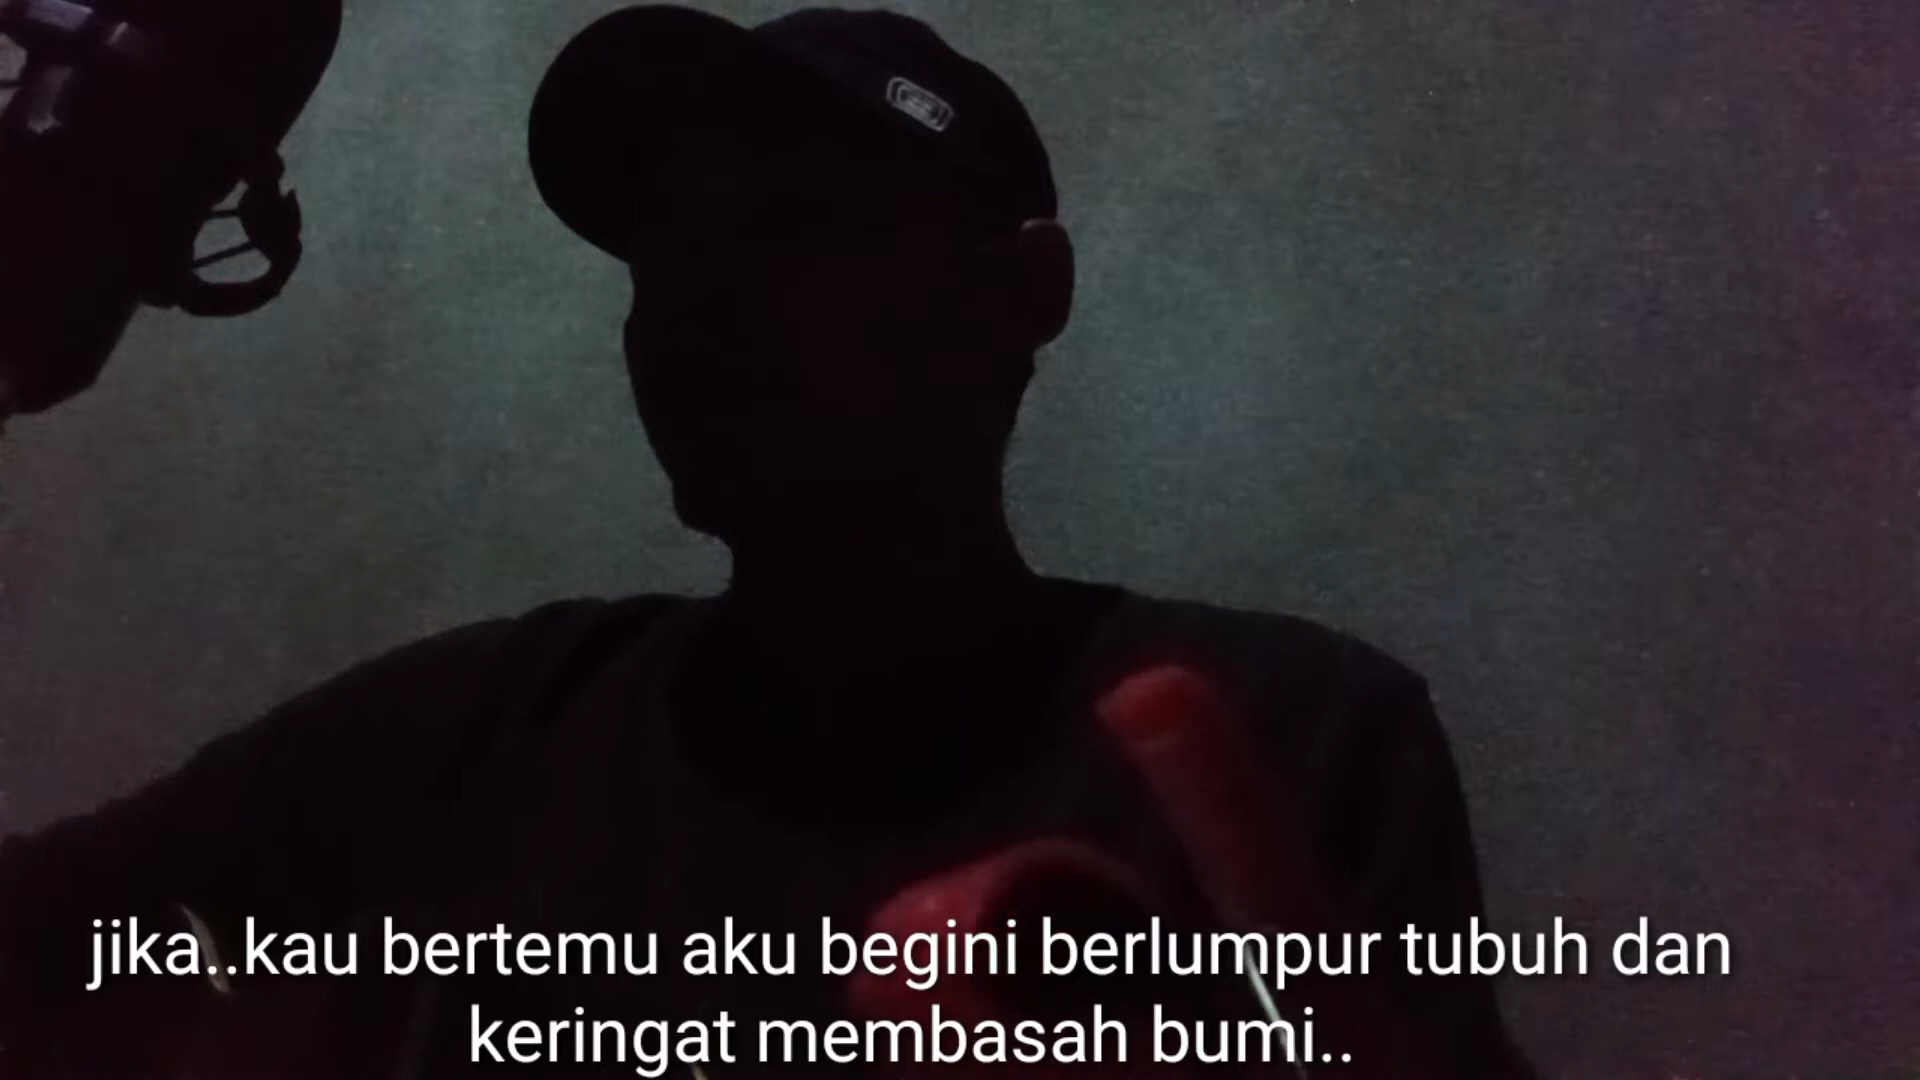 jika..kau bertemu aku begini berlumpur tubuh dan
keringat membasah bumi..